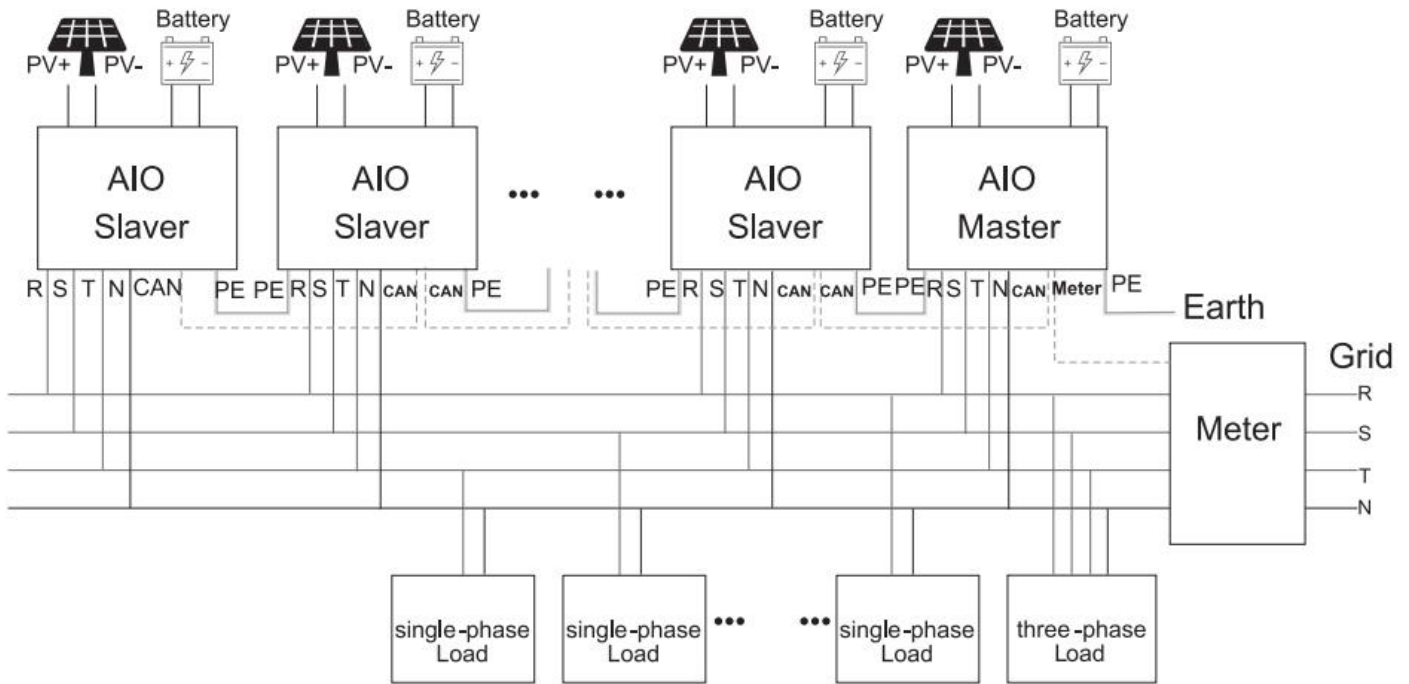 Battery Battery Battery Battery
PV+ PV- + - PV+ PV- + - PV+ PV- + - PV+ PV- + -
AIO Slaver
AIO Slaver
••• •••
AIO Slaver
AIO Master
R S T N CAN PE PE R S T N CAN CAN PE PE R S T N CAN CAN PE PE R S T N CAN Meter PE
Earth
Grid
Meter
R
S
T
N
single-phase Load
single-phase Load
••• •••
single-phase Load
three-phase Load